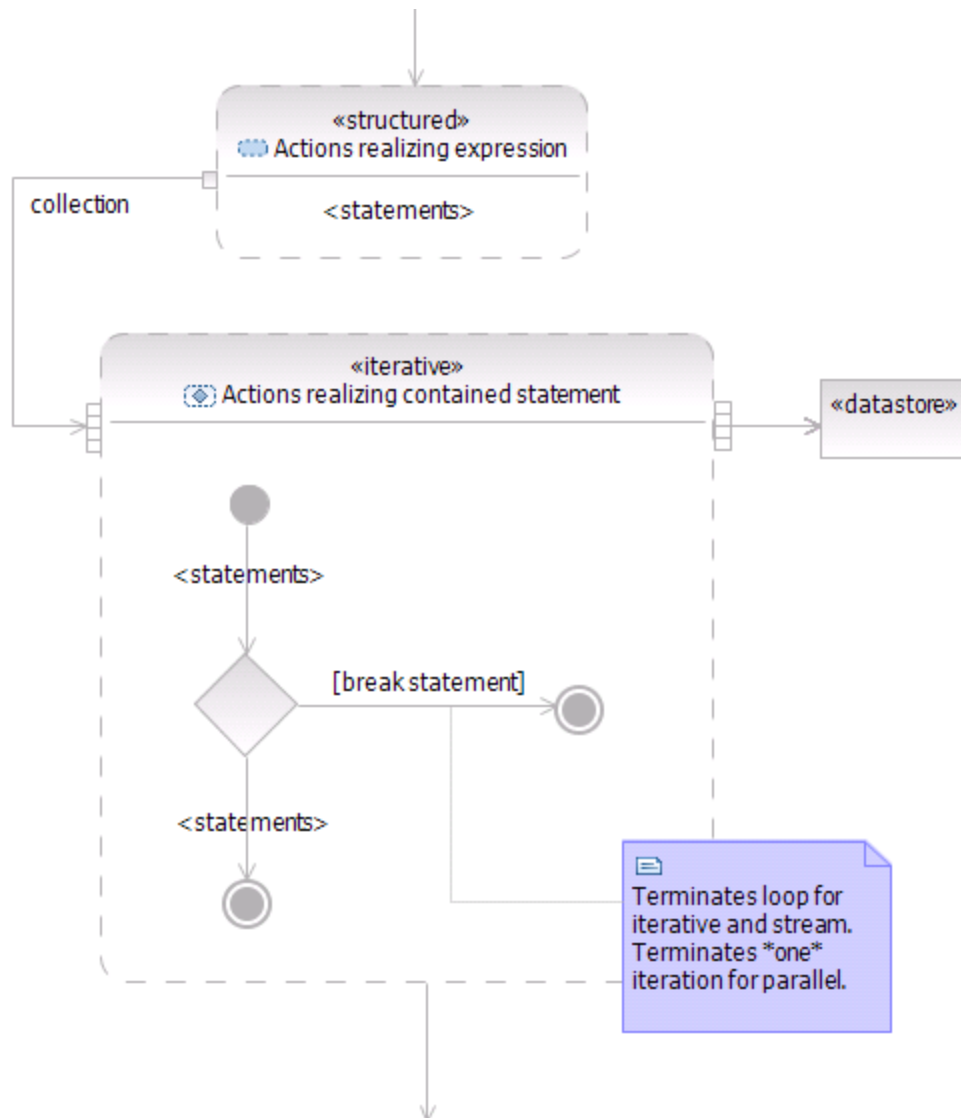 «structured»
Actions realizing expression
collection
<statements>
«iterative»
Actions realizing contained statement
«datastore»
<statements>
[break statement]
<statements>
Terminates loop for
iterative and stream.
Terminates *one*
iteration for parallel.